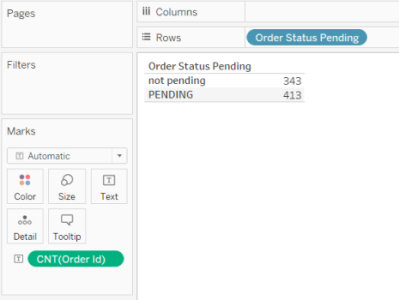 Pages
Columns
Rows
Order Status Pending
Filters
Order Status Pending
not pending 343
PENDING 413
Marks
Automatic
Color Size Text
Detail Tooltip
CNT(Order Id)